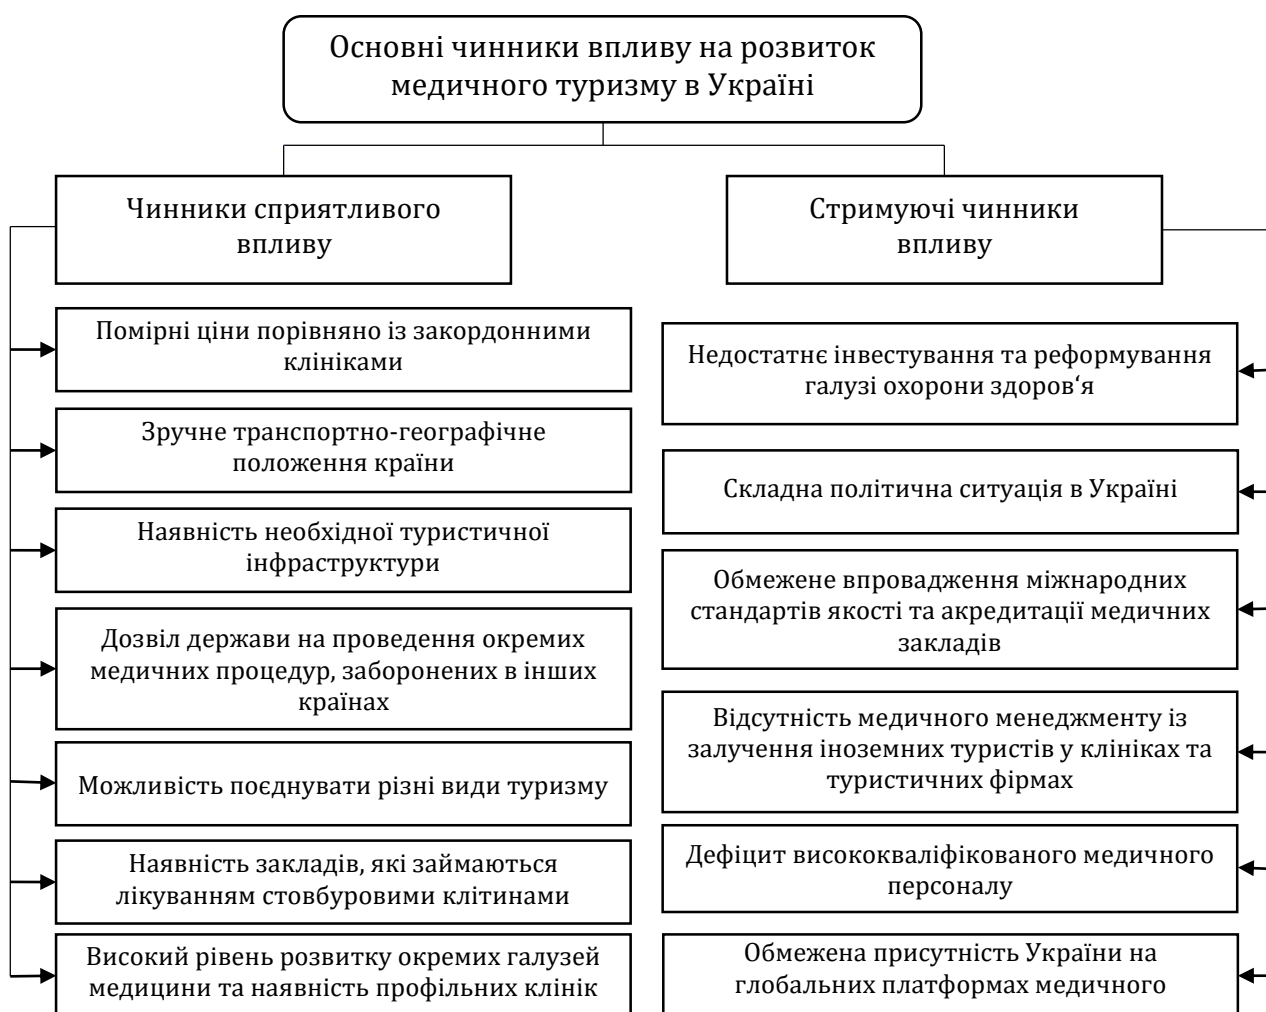 Основні чинники впливу на розвиток
медичного туризму в Україні
Чинники сприятливого
впливу
Помірні ціни порівняно із закордонними
клініками
Зручне транспортно-географічне
положення країни
Наявність необхідної туристичної
інфраструктури
Дозвіл держави на проведення окремих
медичних процедур, заборонених в інших
країнах
Можливість поєднувати різні види туризму
Наявність закладів, які займаються
лікуванням стовбуровими клітинами
Високий рівень розвитку окремих галузей
медицини та наявність профільних клінік
Стримуючі чинники
впливу
Недостатнє інвестування та реформування
галузі охорони здоров‘я
Складна політична ситуація в Україні
Обмежене впровадження міжнародних
стандартів якості та акредитації медичних
закладів
Відсутність медичного менеджменту із
залучення іноземних туристів у клініках та
туристичних фірмах
Дефіцит висококваліфікованого медичного
персоналу
Обмежена присутність України на
глобальних платформах медичного